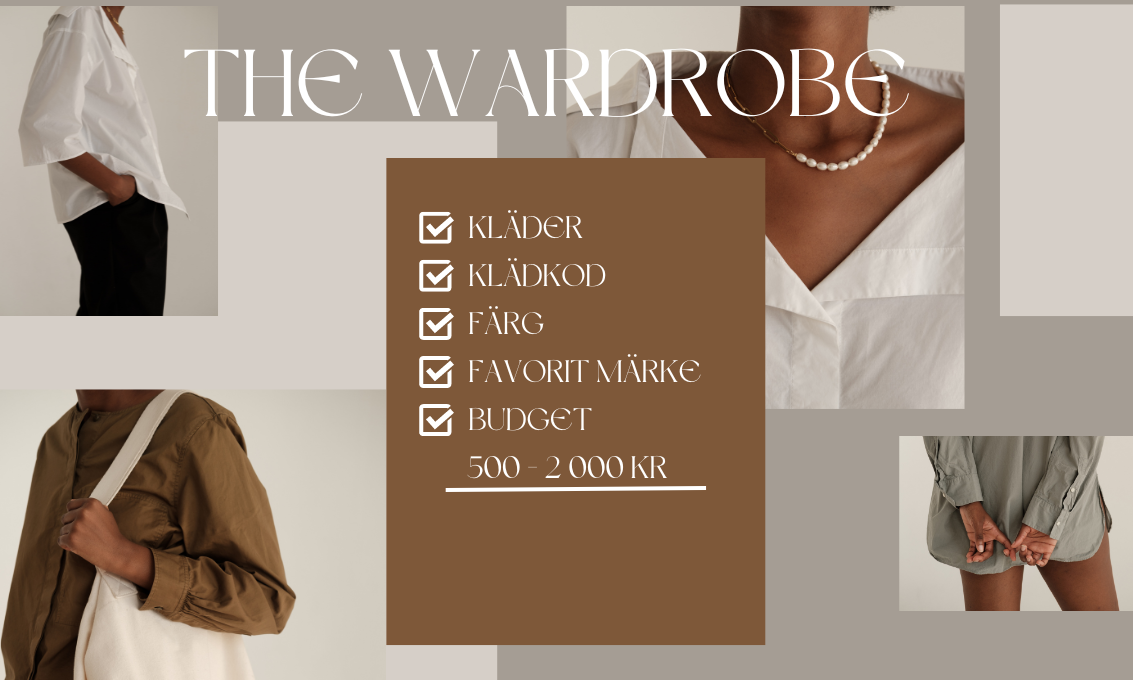 THE WARDROBE
KLÄDER
KLÄDKOD
FÄRG
FAVORIT MÄRKE
BUDGET
500 - 2 000 KR